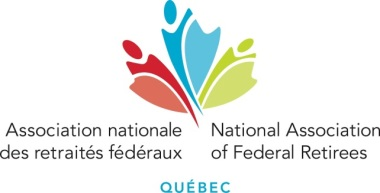 Association nationale
des retraités fédéraux
National Association
of Federal Retirees
QUÉBEC